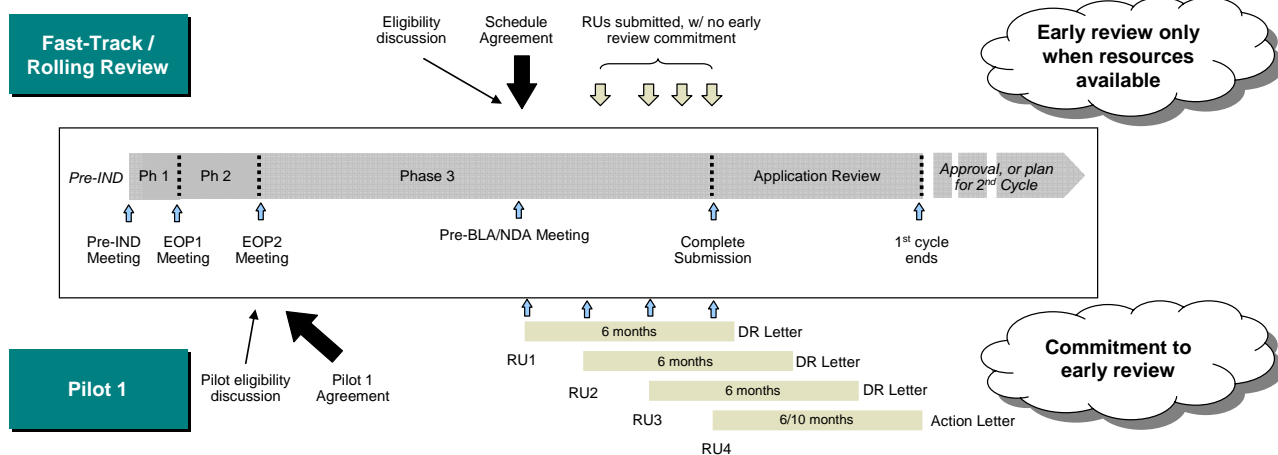 Fast-Track /
Rolling Review
Eligibility
discussion
Schedule
Agreement
RUs submitted, w/ no early
review commitment
Early review only
when resources
available
Pre-IND
Ph 1
Ph 2
Phase 3
Application Review
Approval, or plan
for 2nd Cycle
Pre-IND
Meeting
EOP1
Meeting
EOP2
Meeting
Pre-BLA/NDA Meeting
Complete
Submission
1st cycle
ends
Pilot 1
Pilot eligibility
discussion
Pilot 1
Agreement
RU1
6 months
DR Letter
RU2
6 months
DR Letter
RU3
6 months
DR Letter
RU4
6/10 months
Action Letter
Commitment to
early review